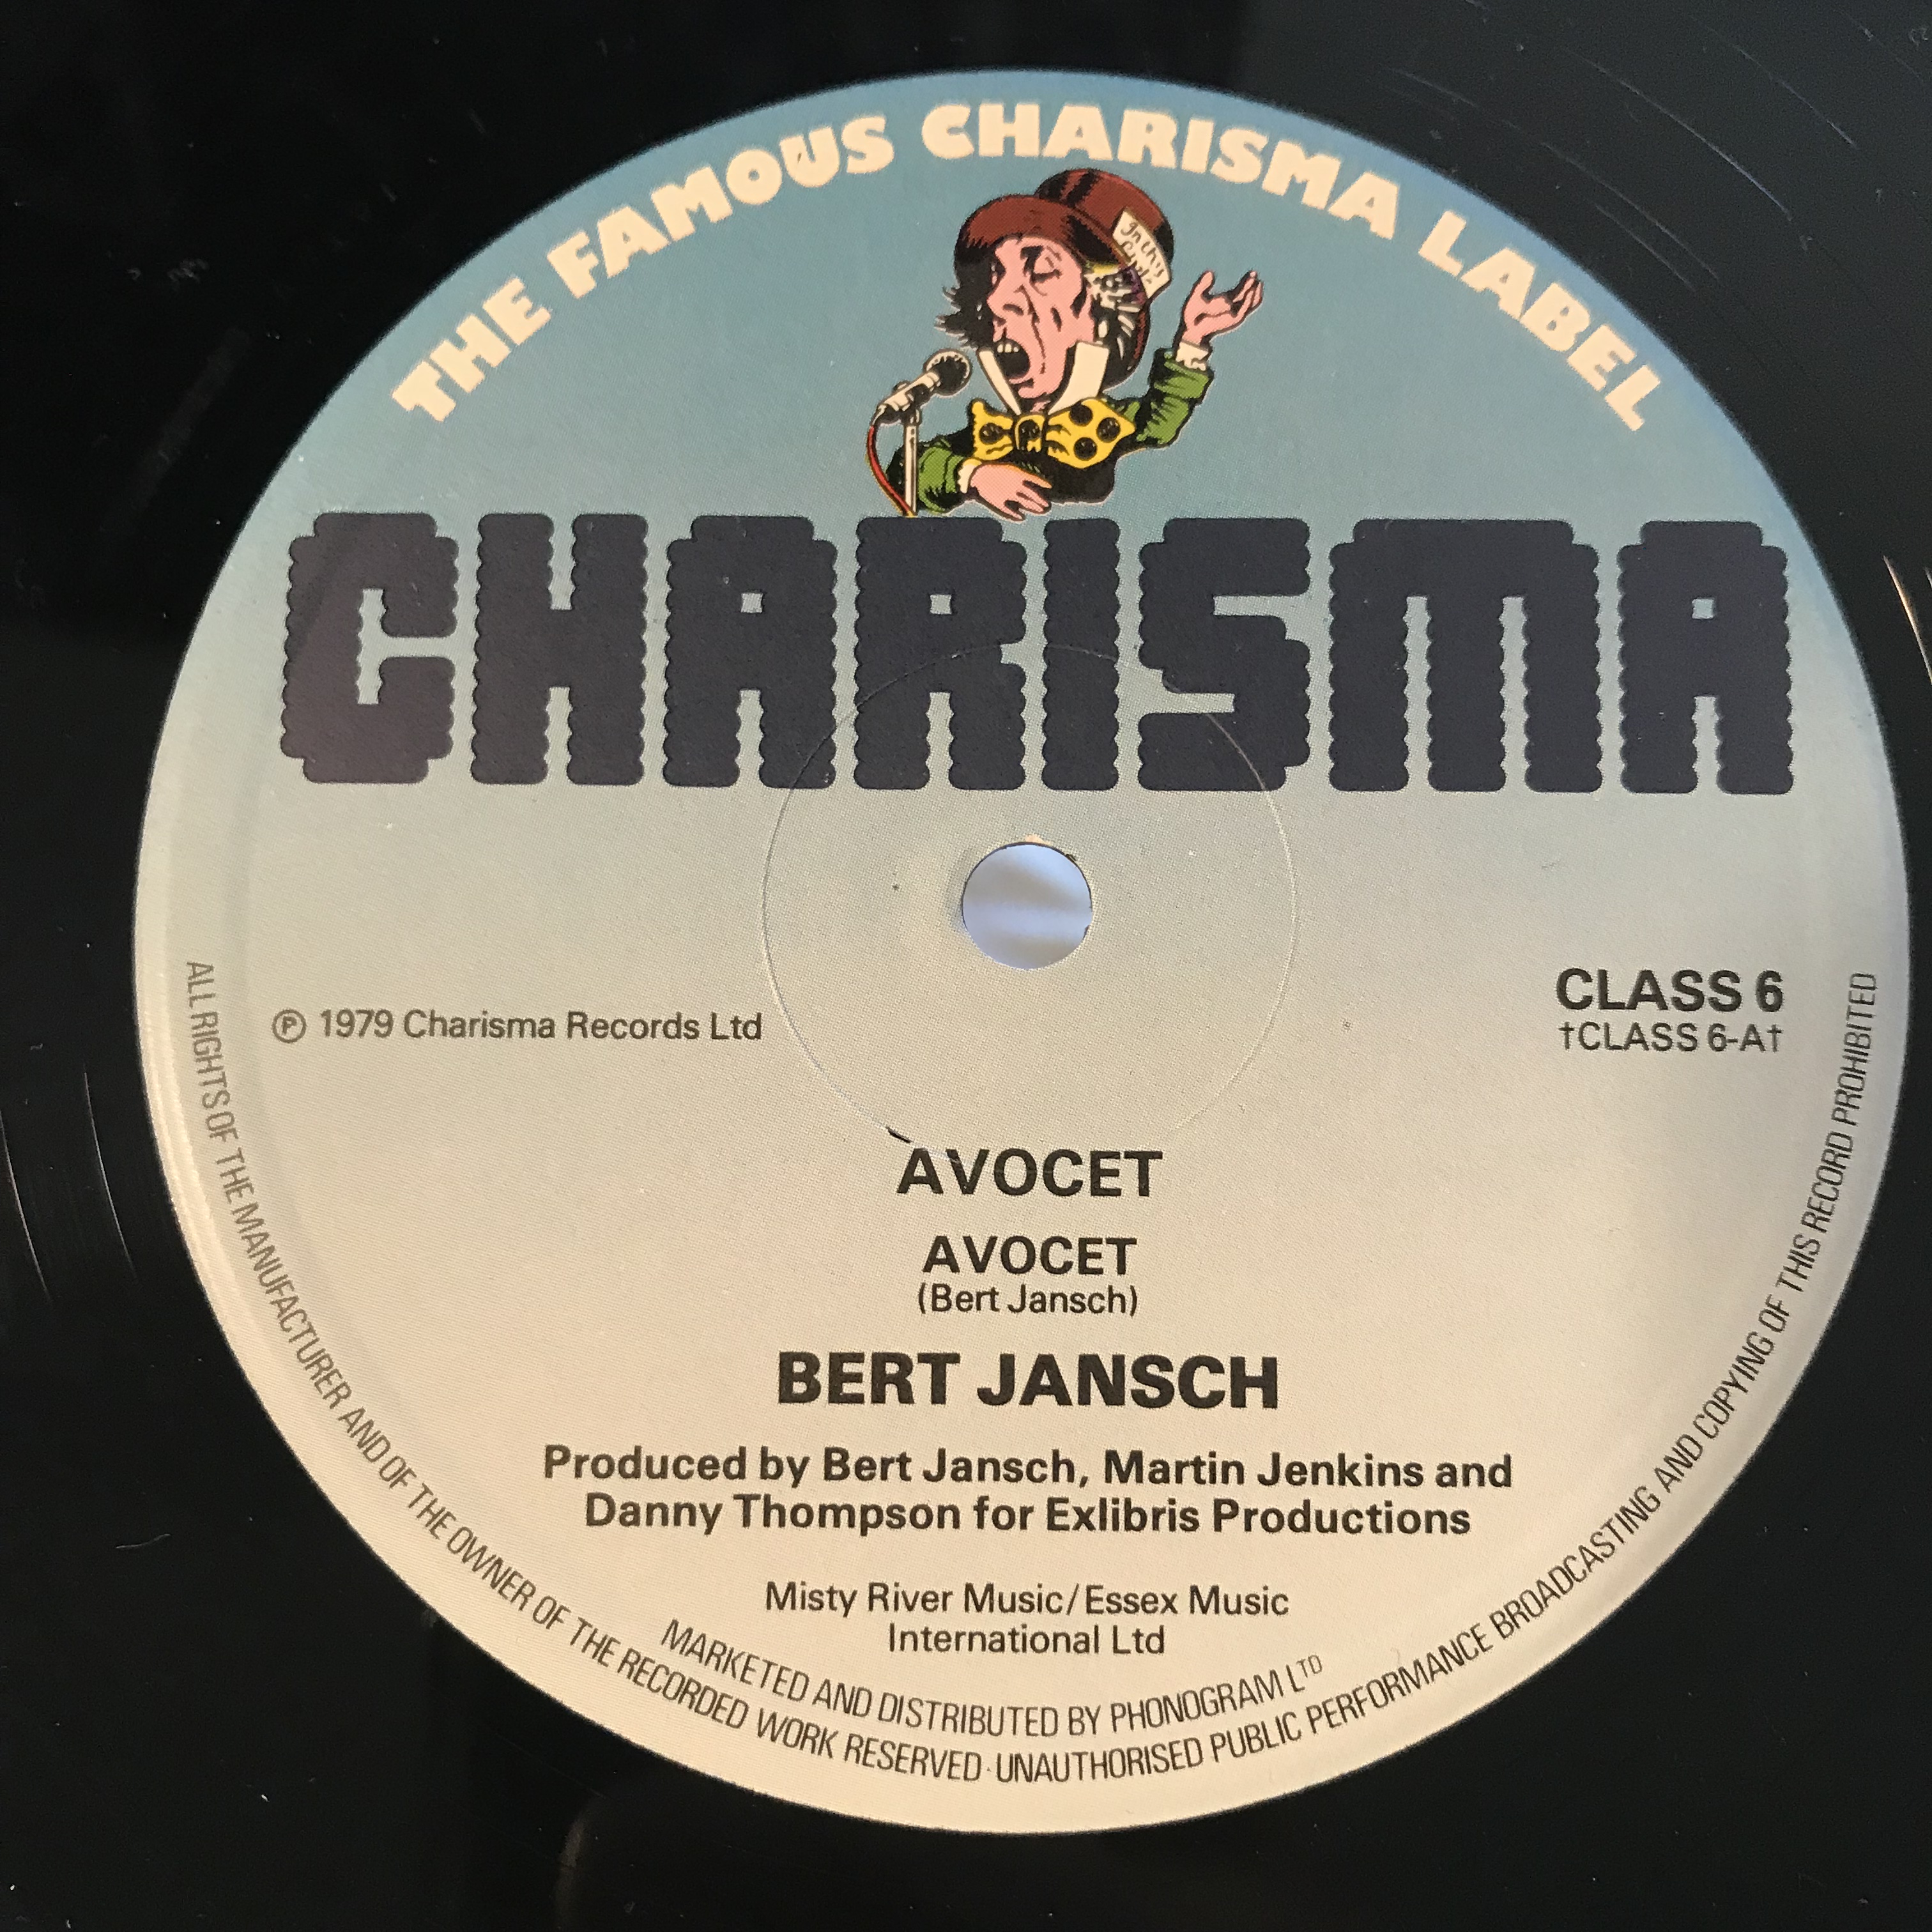 THE FAMOUS CHARISMA LABEL
In this
CHARISMA
℗ 1979 Charisma Records Ltd
CLASS 6
†CLASS 6-A†
AVOCET
AVOCET
(Bert Jansch)
BERT JANSCH
Produced by Bert Jansch, Martin Jenkins and
Danny Thompson for Exlibris Productions
Misty River Music/Essex Music
International Ltd
MARKETED AND DISTRIBUTED BY PHONOGRAM LTD
ALL RIGHTS OF THE MANUFACTURER AND OF THE OWNER OF THE RECORDED WORK RESERVED · UNAUTHORISED PUBLIC PERFORMANCE BROADCASTING AND COPYING OF THIS RECORD PROHIBITED